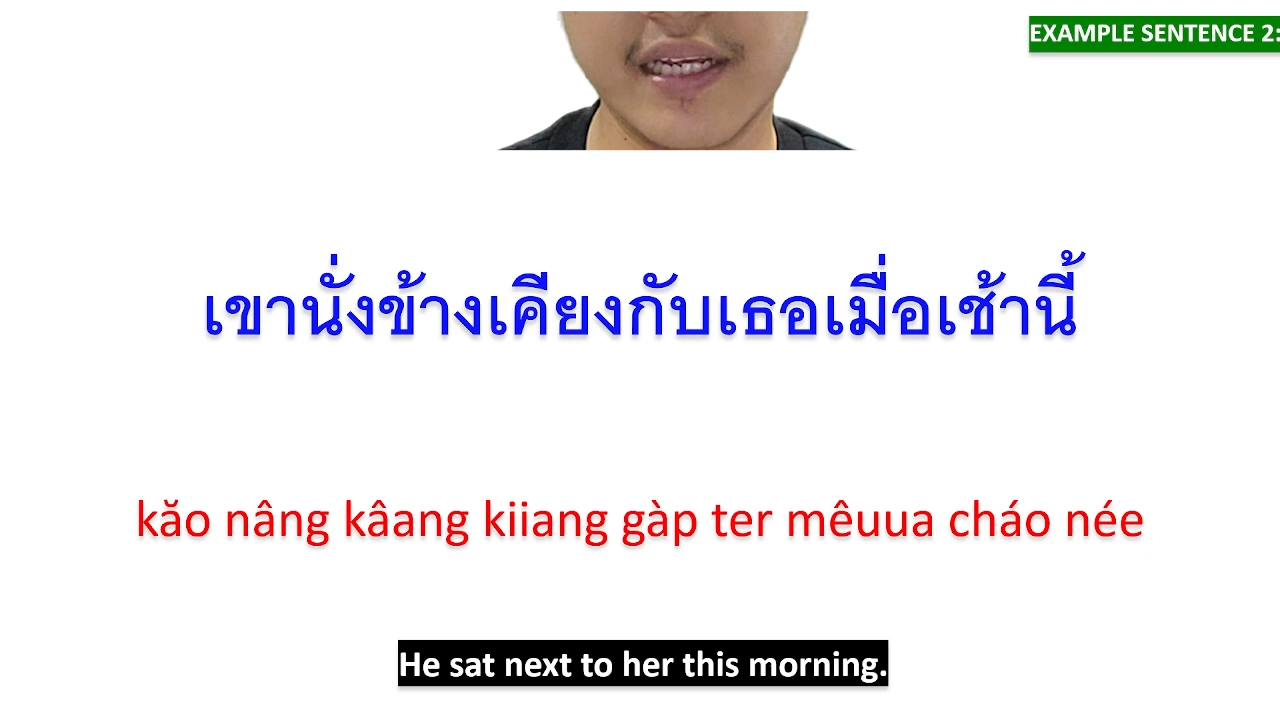 EXAMPLE SENTENCE 2:
เขานั่งข้างเคียงกับเธอเมื่อเช้านี้
kăo nâng kâang kiiang gàp ter mêuua cháo née
He sat next to her this morning.